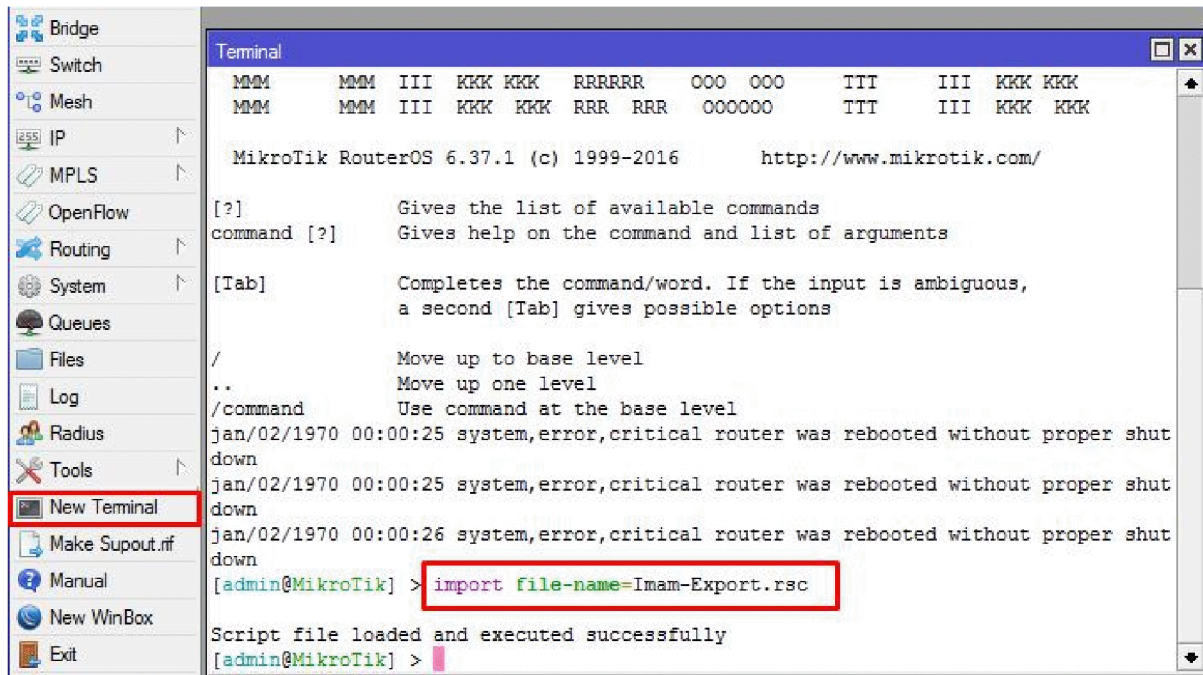 Bridge
Switch
Mesh
IP
MPLS
OpenFlow
Routing
System
Queues
Files
Log
Radius
Tools
New Terminal
Make Supout.rif
Manual
New WinBox
Exit
Terminal
MMM      MMM  III  KKK KKK   RRRRRR    OOO  OOO     TTT     III  KKK KKK
MMM      MMM  III  KKK  KKK  RRR  RRR   OOOOOO      TTT     III  KKK  KKK
MikroTik RouterOS 6.37.1 (c) 1999-2016       http://www.mikrotik.com/
[?]             Gives the list of available commands
command [?]     Gives help on the command and list of arguments
[Tab]           Completes the command/word. If the input is ambiguous,
a second [Tab] gives possible options
/               Move up to base level
..              Move up one level
/command        Use command at the base level
jan/02/1970 00:00:25 system,error,critical router was rebooted without proper shut
down
jan/02/1970 00:00:25 system,error,critical router was rebooted without proper shut
down
jan/02/1970 00:00:26 system,error,critical router was rebooted without proper shut
down
[admin@MikroTik] > import file-name=Imam-Export.rsc
Script file loaded and executed successfully
[admin@MikroTik] >